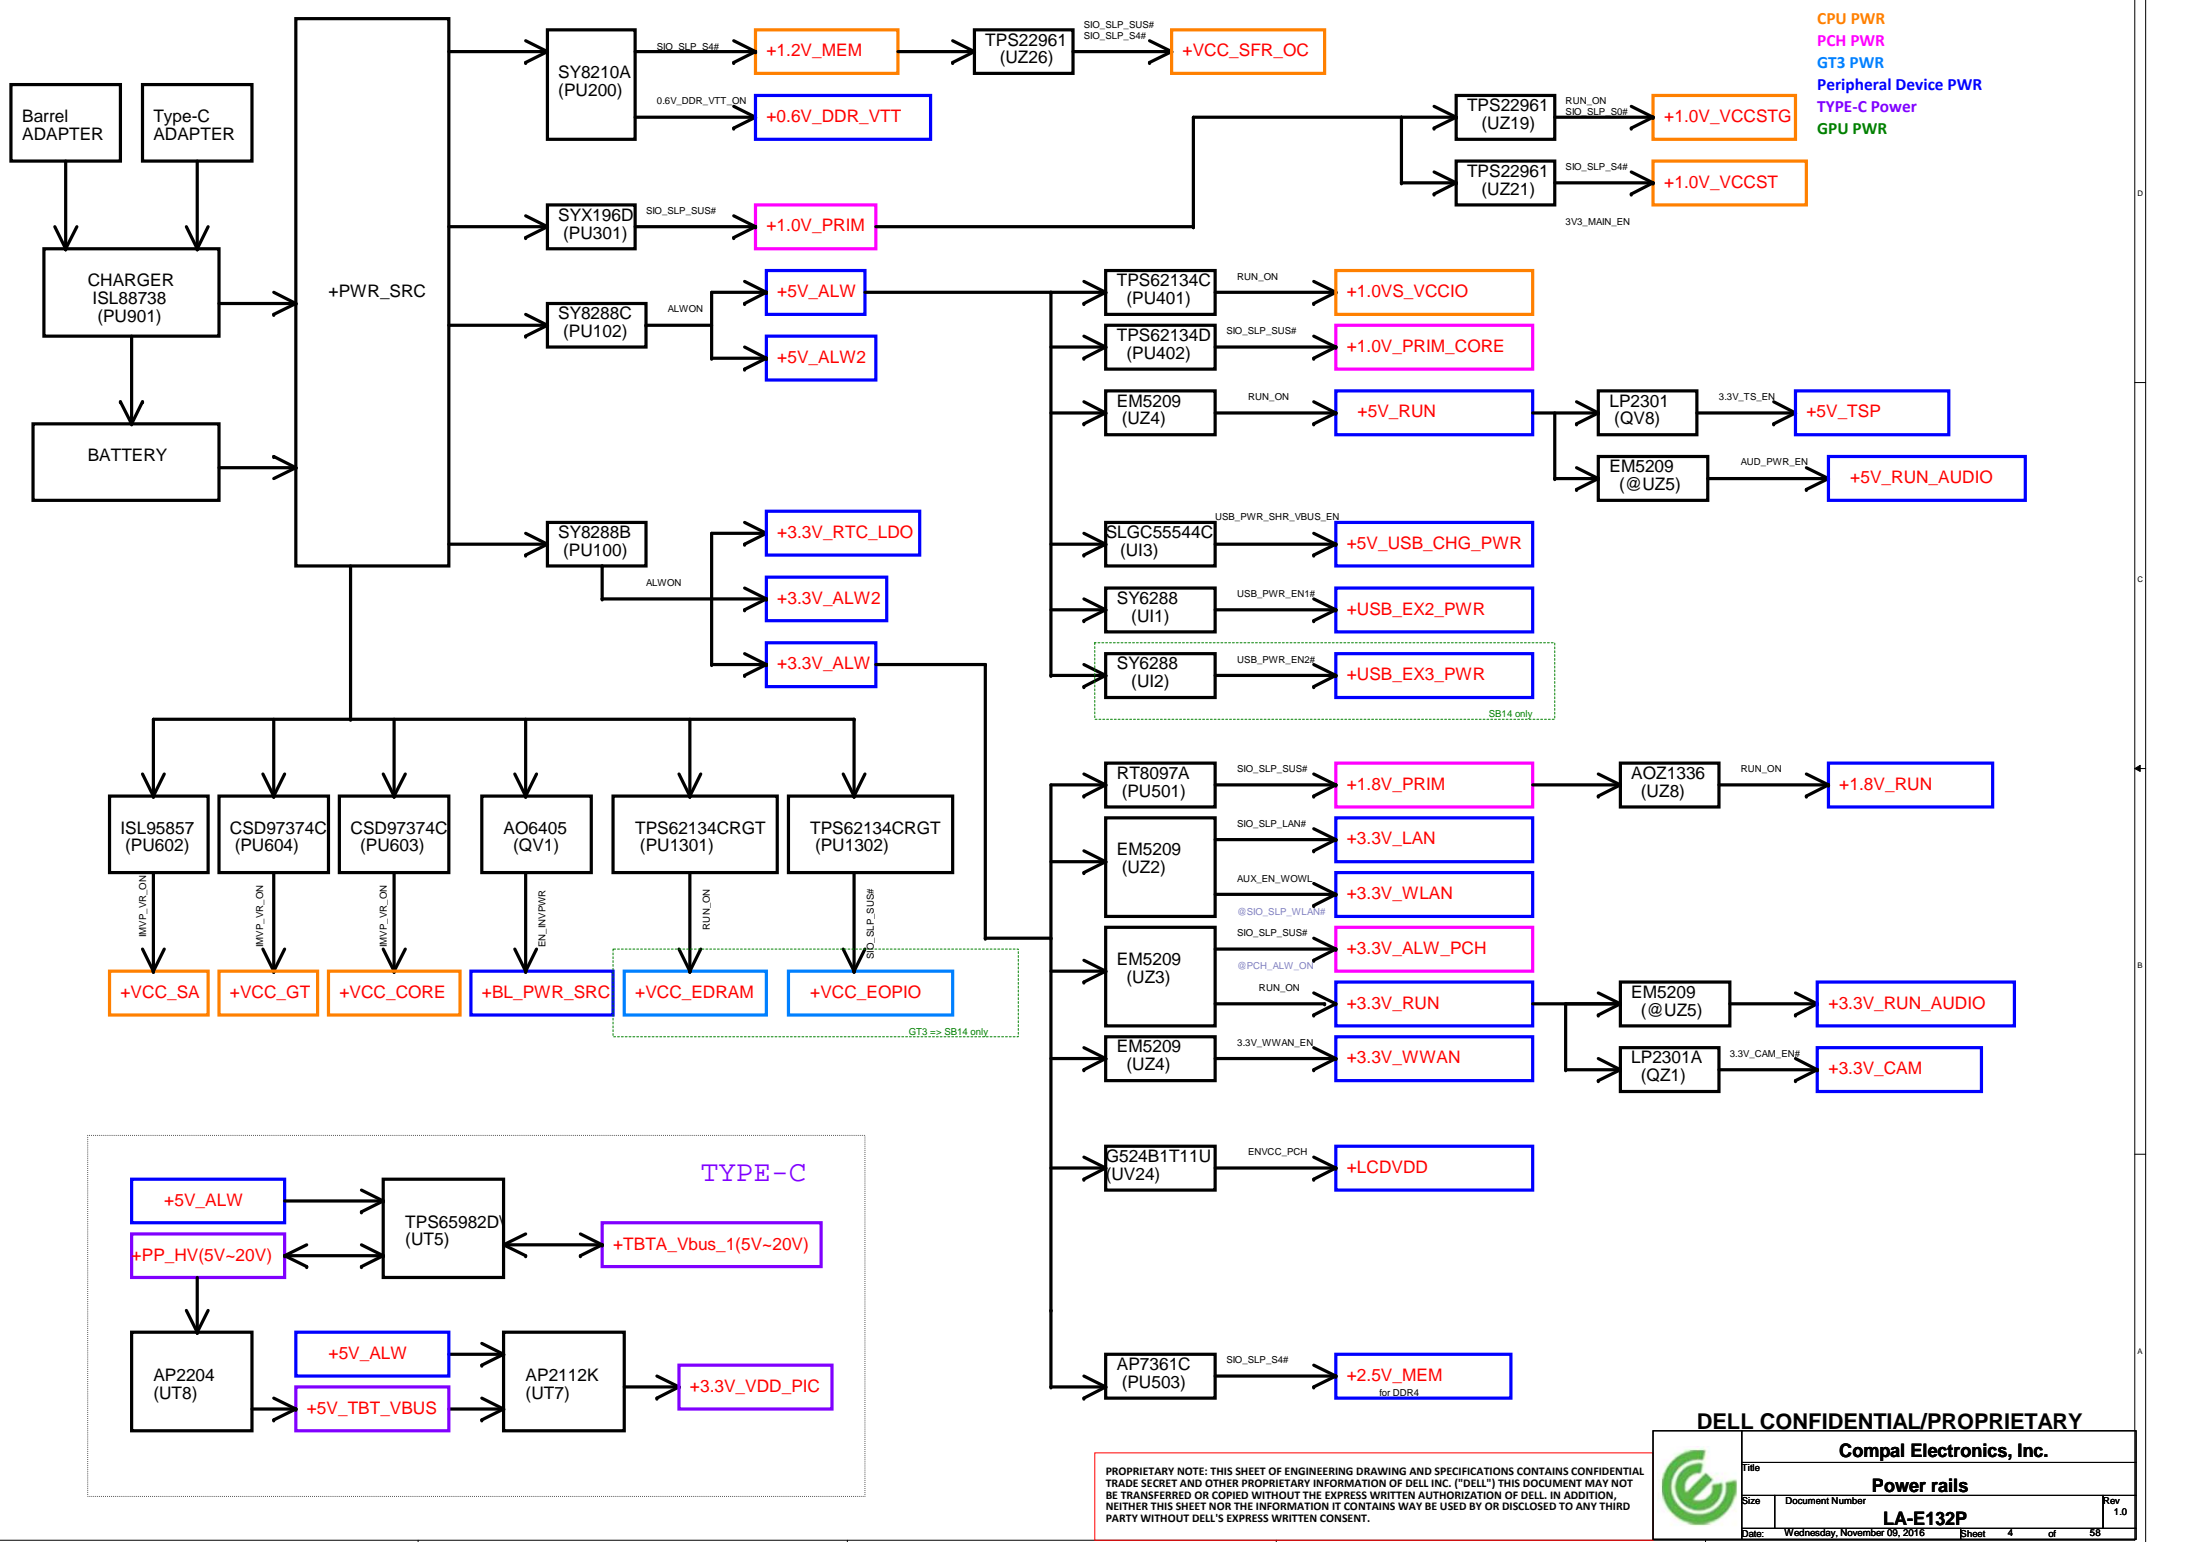 CPU PWR
PCH PWR
GT3 PWR
Peripheral Device PWR
TYPE-C Power
GPU PWR
Barrel
ADAPTER
Type-C
ADAPTER
CHARGER
ISL88738
(PU901)
BATTERY
+PWR_SRC
SY8210A
(PU200)
SIO_SLP_S4#
+1.2V_MEM
TPS22961
(UZ26)
SIO_SLP_SUS#
SIO_SLP_S4#
+VCC_SFR_OC
0.6V_DDR_VTT_ON
+0.6V_DDR_VTT
TPS22961
(UZ19)
RUN_ON
SIO_SLP_S0#
+1.0V_VCCSTG
TPS22961
(UZ21)
SIO_SLP_S4#
+1.0V_VCCST
3V3_MAIN_EN
SYX196D
(PU301)
SIO_SLP_SUS#
+1.0V_PRIM
SY8288C
(PU102)
ALWON
+5V_ALW
+5V_ALW2
TPS62134C
(PU401)
RUN_ON
+1.0VS_VCCIO
TPS62134D
(PU402)
SIO_SLP_SUS#
+1.0V_PRIM_CORE
EM5209
(UZ4)
RUN_ON
+5V_RUN
LP2301
(QV8)
3.3V_TS_EN
+5V_TSP
EM5209
(@UZ5)
AUD_PWR_EN
+5V_RUN_AUDIO
SY8288B
(PU100)
ALWON
+3.3V_RTC_LDO
+3.3V_ALW2
+3.3V_ALW
SLGC55544C
(UI3)
USB_PWR_SHR_VBUS_EN
+5V_USB_CHG_PWR
SY6288
(UI1)
USB_PWR_EN1#
+USB_EX2_PWR
SY6288
(UI2)
USB_PWR_EN2#
+USB_EX3_PWR
SB14 only
ISL95857
(PU602)
CSD97374C
(PU604)
CSD97374C
(PU603)
AO6405
(QV1)
TPS62134CRGT
(PU1301)
TPS62134CRGT
(PU1302)
IMVP_VR_ON
IMVP_VR_ON
IMVP_VR_ON
EN_INVPWR
RUN_ON
SIO_SLP_SUS#
+VCC_SA
+VCC_GT
+VCC_CORE
+BL_PWR_SRC
+VCC_EDRAM
+VCC_EOPIO
GT3 => SB14 only
RT8097A
(PU501)
SIO_SLP_SUS#
+1.8V_PRIM
AOZ1336
(UZ8)
RUN_ON
+1.8V_RUN
EM5209
(UZ2)
SIO_SLP_LAN#
+3.3V_LAN
AUX_EN_WOWL
+3.3V_WLAN
@SIO_SLP_WLAN#
EM5209
(UZ3)
SIO_SLP_SUS#
+3.3V_ALW_PCH
@PCH_ALW_ON
RUN_ON
+3.3V_RUN
EM5209
(@UZ5)
+3.3V_RUN_AUDIO
LP2301A
(QZ1)
3.3V_CAM_EN#
+3.3V_CAM
EM5209
(UZ4)
3.3V_WWAN_EN
+3.3V_WWAN
G524B1T11U
(UV24)
ENVCC_PCH
+LCDVDD
AP7361C
(PU503)
SIO_SLP_S4#
+2.5V_MEM
for DDR4
TYPE-C
+5V_ALW
+PP_HV(5V~20V)
TPS65982D
(UT5)
+TBTA_Vbus_1(5V~20V)
AP2204
(UT8)
+5V_ALW
+5V_TBT_VBUS
AP2112K
(UT7)
+3.3V_VDD_PIC
D
C
B
A
PROPRIETARY NOTE: THIS SHEET OF ENGINEERING DRAWING AND SPECIFICATIONS CONTAINS CONFIDENTIAL
TRADE SECRET AND OTHER PROPRIETARY INFORMATION OF DELL INC. ("DELL") THIS DOCUMENT MAY NOT
BE TRANSFERRED OR COPIED WITHOUT THE EXPRESS WRITTEN AUTHORIZATION OF DELL. IN ADDITION,
NEITHER THIS SHEET NOR THE INFORMATION IT CONTAINS WAY BE USED BY OR DISCLOSED TO ANY THIRD
PARTY WITHOUT DELL'S EXPRESS WRITTEN CONSENT.
DELL CONFIDENTIAL/PROPRIETARY
Compal Electronics, Inc.
Title
Power rails
Size
Document Number
LA-E132P
Rev
1.0
Date:
Wednesday, November 09, 2016
Sheet 4 of 58